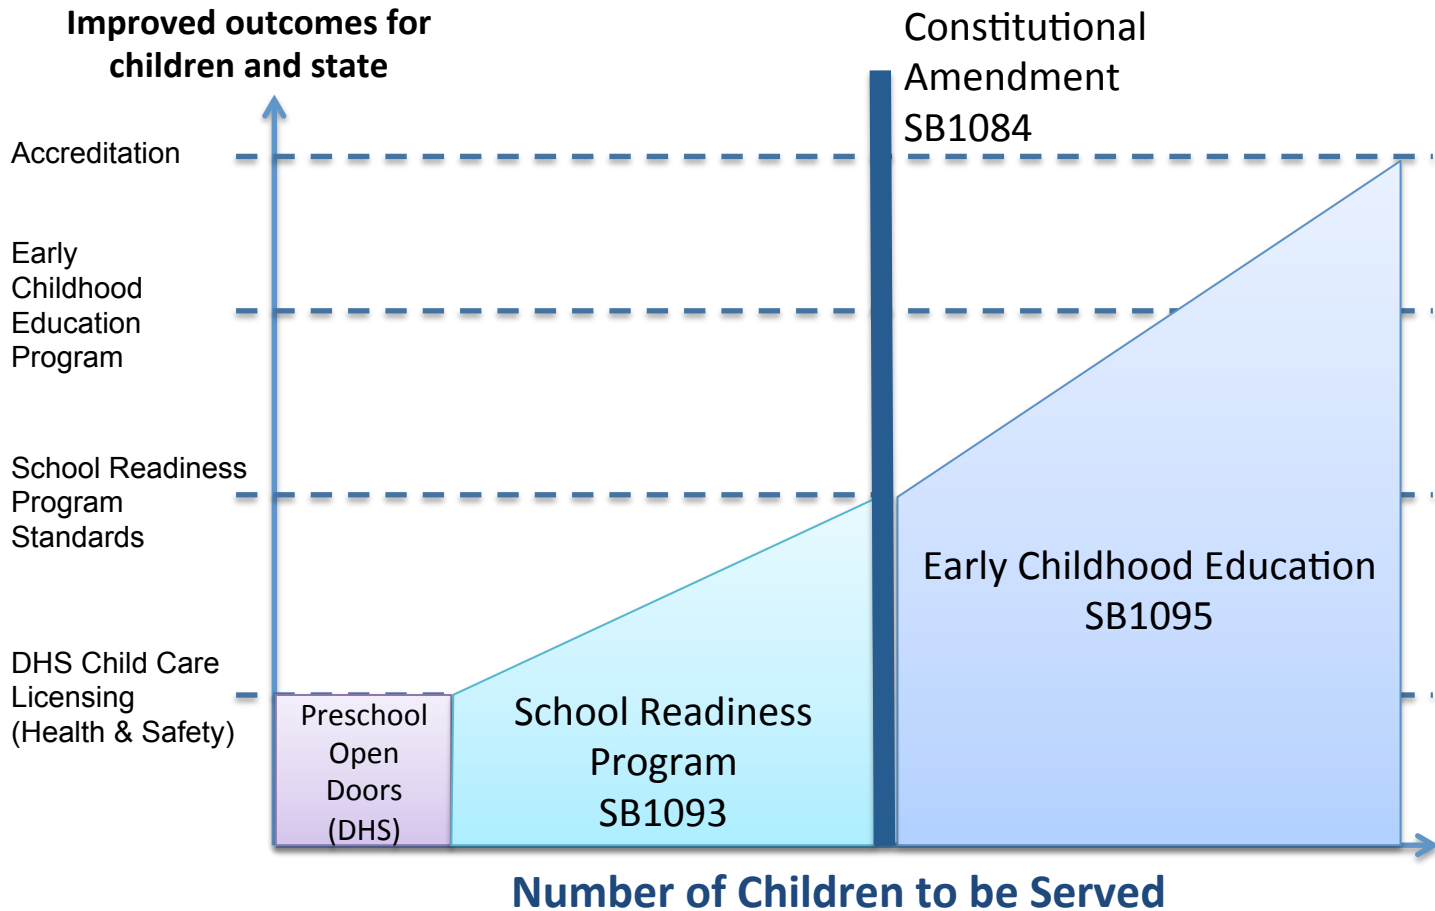 Improved outcomes for
children and state
Constitutional
Amendment
SB1084
Accreditation
Early
Childhood
Education
Program
School Readiness
Program
Standards
DHS Child Care
Licensing
(Health & Safety)
Preschool
Open
Doors
(DHS)
School Readiness
Program
SB1093
Early Childhood Education
SB1095
Number of Children to be Served